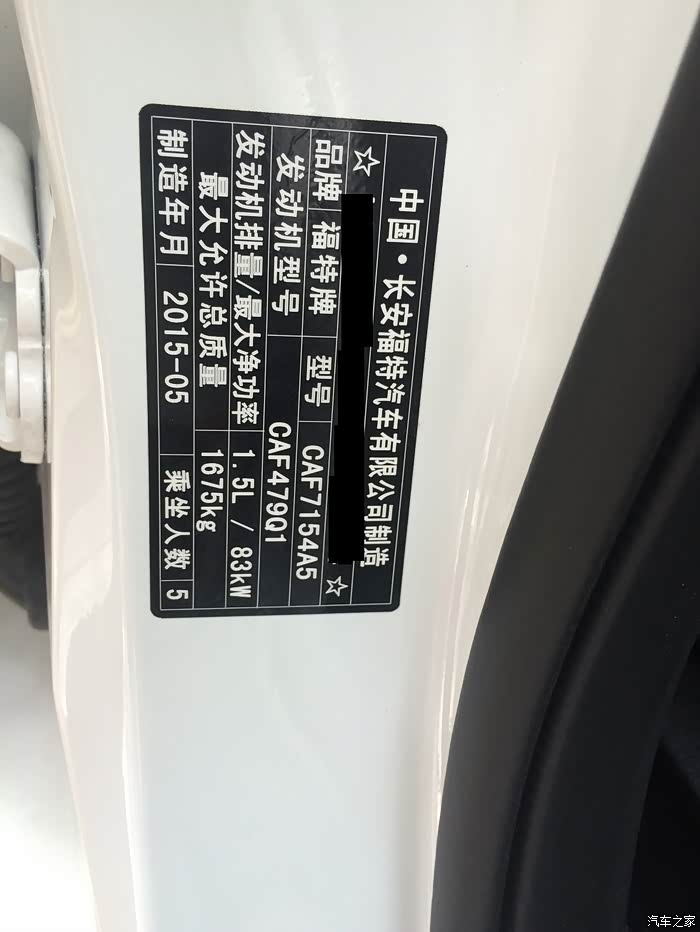 中国·长安福特汽车有限公司制造
☆ ☆
品牌 福特牌 型号 CAF7154A5
发动机型号 CAF479Q1
发动机排量/最大净功率 1.5L / 83kW
最大允许总质量 1675kg
制造年月 2015-05 乘坐人数 5
汽车之家